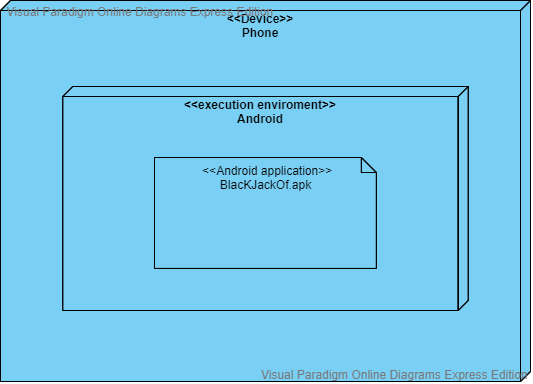 Visual Paradigm Online Diagrams Express Edition
<<Device>>
Phone
<<execution enviroment>>
Android
<<Android application>>
BlacKJackOf.apk
Visual Paradigm Online Diagrams Express Edition